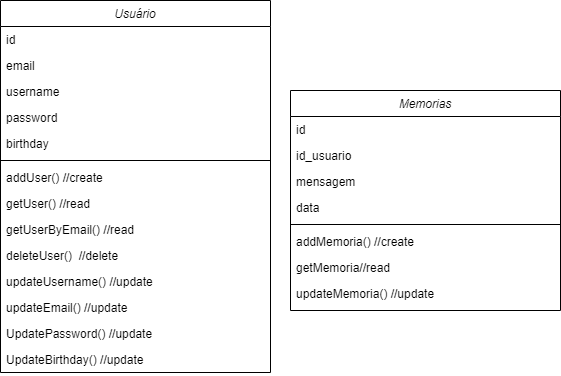 Usuário
id
email
username
password
birthday
addUser() //create
getUser() //read
getUserByEmail() //read
deleteUser()  //delete
updateUsername() //update
updateEmail() //update
UpdatePassword() //update
UpdateBirthday() //update
Memorias
id
id_usuario
mensagem
data
addMemoria() //create
getMemoria//read
updateMemoria() //update